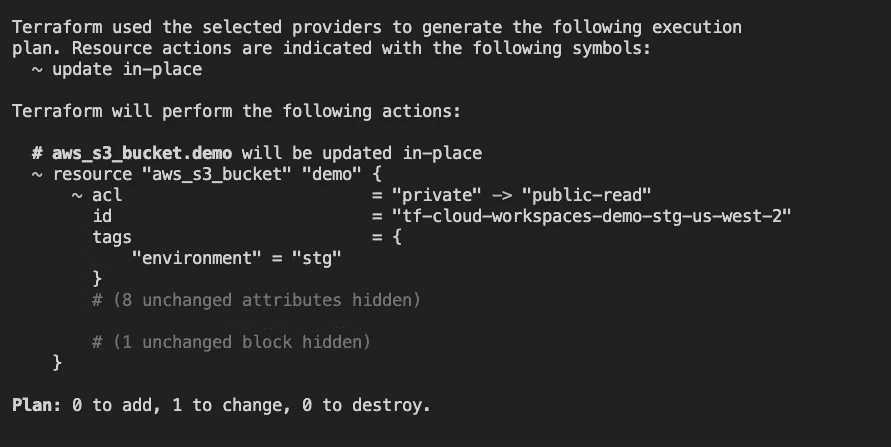 Terraform used the selected providers to generate the following execution
plan. Resource actions are indicated with the following symbols:
~ update in-place
Terraform will perform the following actions:
# aws_s3_bucket.demo will be updated in-place
~ resource "aws_s3_bucket" "demo" {
~ acl = "private" -> "public-read"
id = "tf-cloud-workspaces-demo-stg-us-west-2"
tags = {
"environment" = "stg"
}
# (8 unchanged attributes hidden)
# (1 unchanged block hidden)
}
Plan: 0 to add, 1 to change, 0 to destroy.